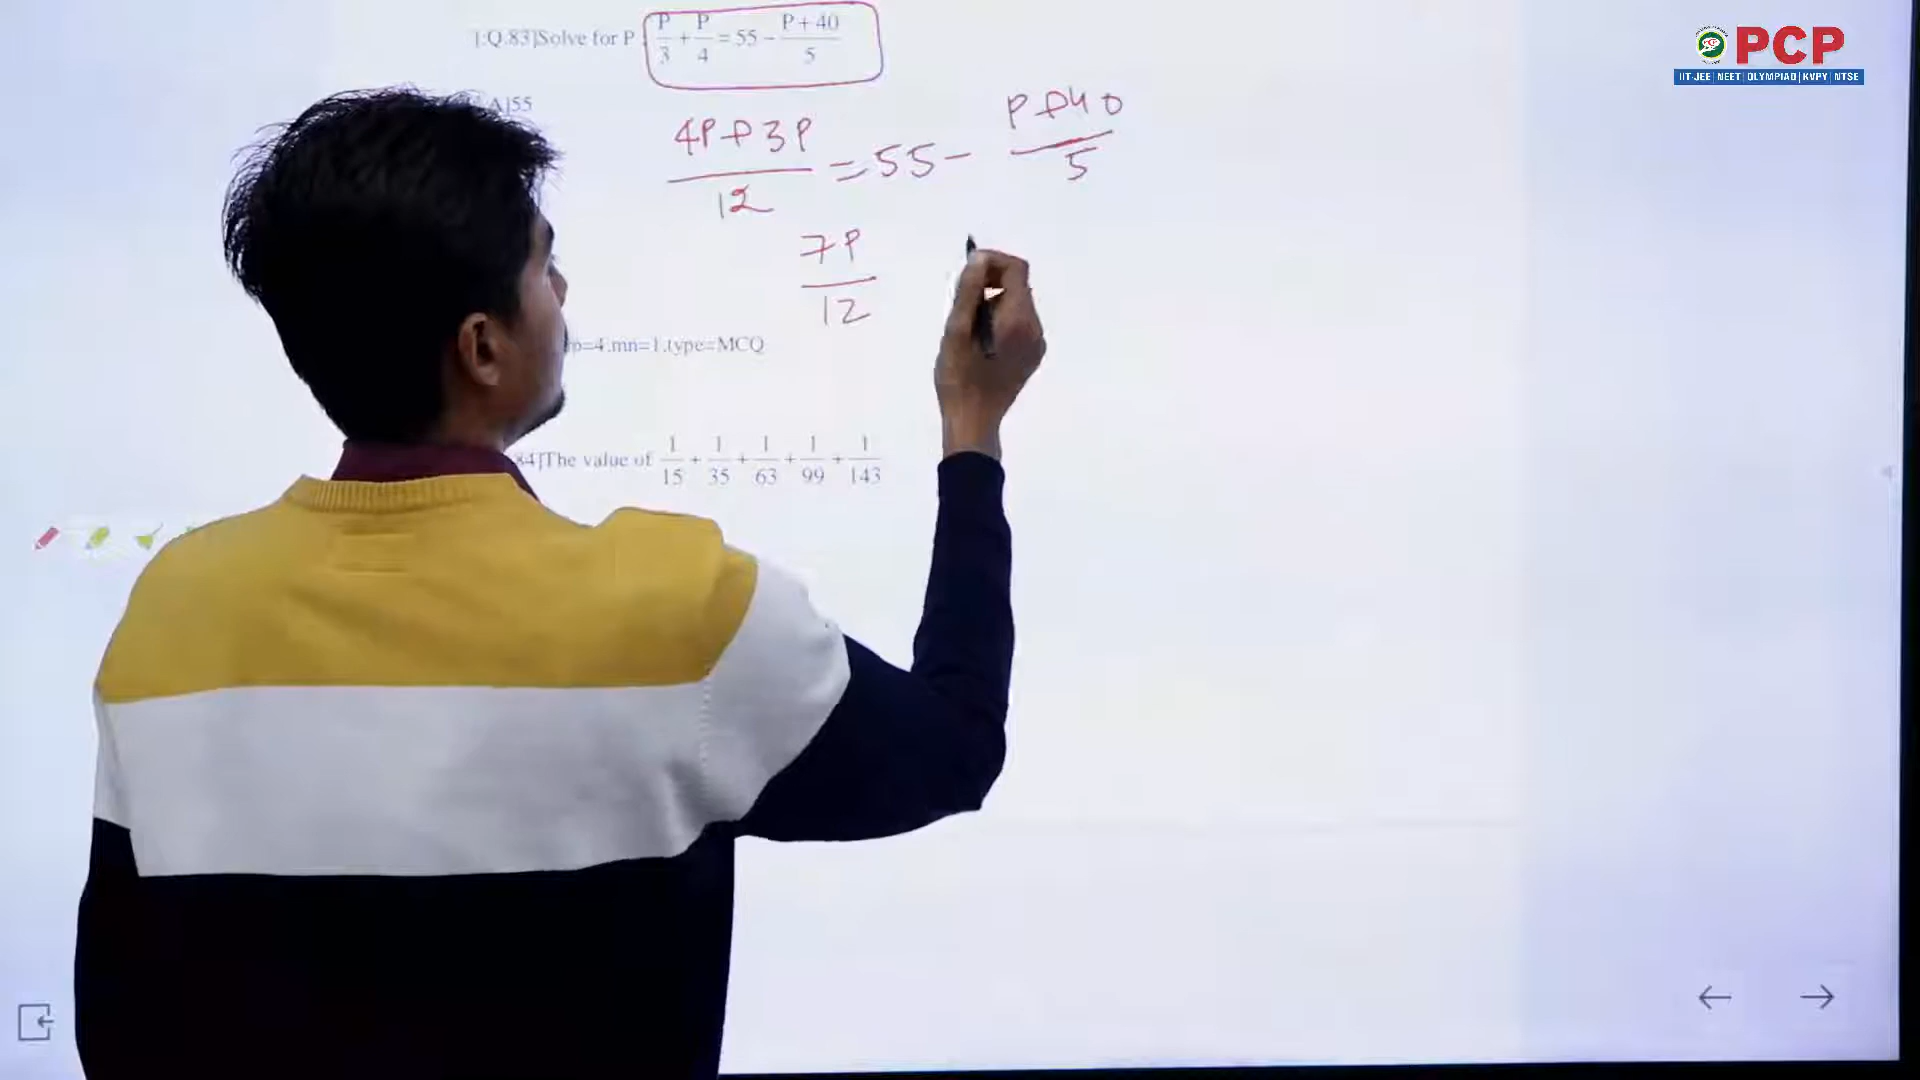 PCP
IIT-JEE | NEET | OLYMPIAD | KVPY | NTSE
[:Q.83]Solve for P P/3 + P/4 = 55 - P + 40/5
A]55
4P+3P/12 = 55 - P+40/5
7P/12
=4.mn=1.type=MCQ
84]The value of 1/15 + 1/35 + 1/63 + 1/99 + 1/143